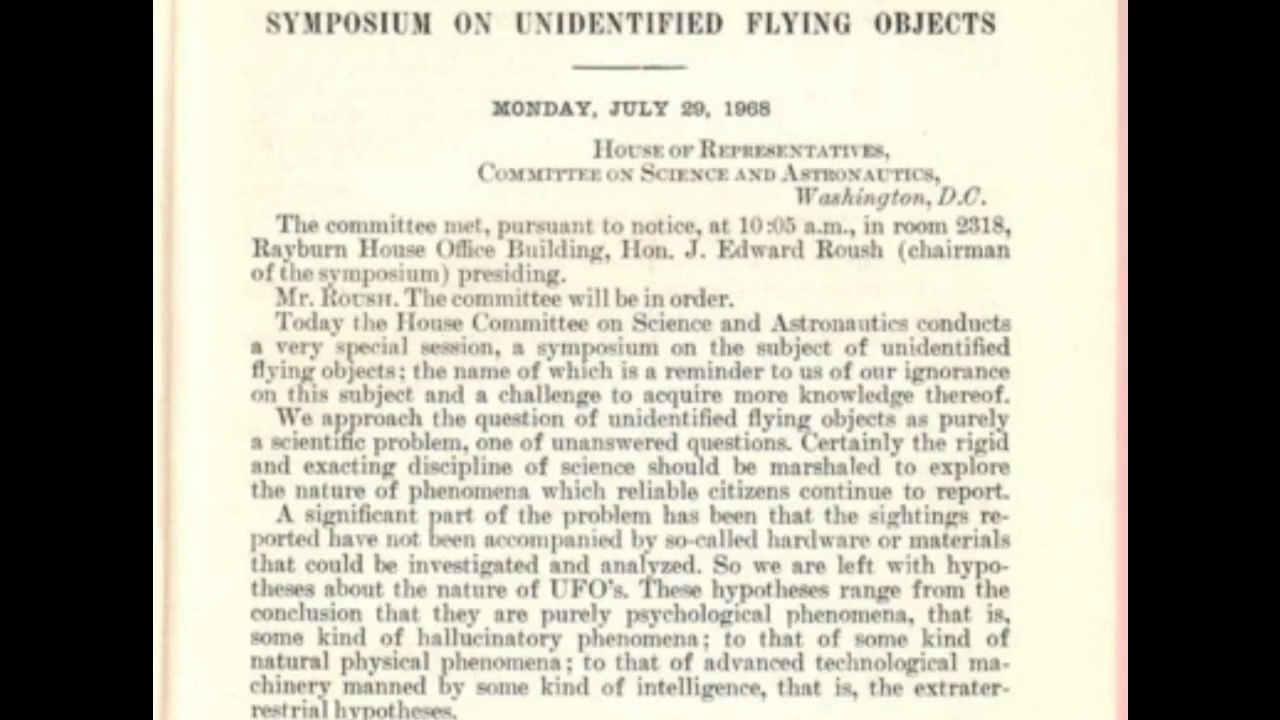 SYMPOSIUM ON UNIDENTIFIED FLYING OBJECTS
MONDAY, JULY 29, 1968
HOUSE OF REPRESENTATIVES,
COMMITTEE ON SCIENCE AND ASTRONAUTICS,
Washington, D.C.
The committee met, pursuant to notice, at 10:05 a.m., in room 2318,
Rayburn House Office Building, Hon. J. Edward Roush (chairman
of the symposium) presiding.
Mr. ROUSH. The committee will be in order.
Today the House Committee on Science and Astronautics conducts
a very special session, a symposium on the subject of unidentified
flying objects; the name of which is a reminder to us of our ignorance
on this subject and a challenge to acquire more knowledge thereof.
We approach the question of unidentified flying objects as purely
a scientific problem, one of unanswered questions. Certainly the rigid
and exacting discipline of science should be marshaled to explore
the nature of phenomena which reliable citizens continue to report.
A significant part of the problem has been that the sightings re-
ported have not been accompanied by so-called hardware or materials
that could be investigated and analyzed. So we are left with hypo-
theses about the nature of UFO's. These hypotheses range from the
conclusion that they are purely psychological phenomena, that is,
some kind of hallucinatory phenomena; to that of some kind of
natural physical phenomena; to that of advanced technological ma-
chinery manned by some kind of intelligence, that is, the extrater-
restrial hypotheses.